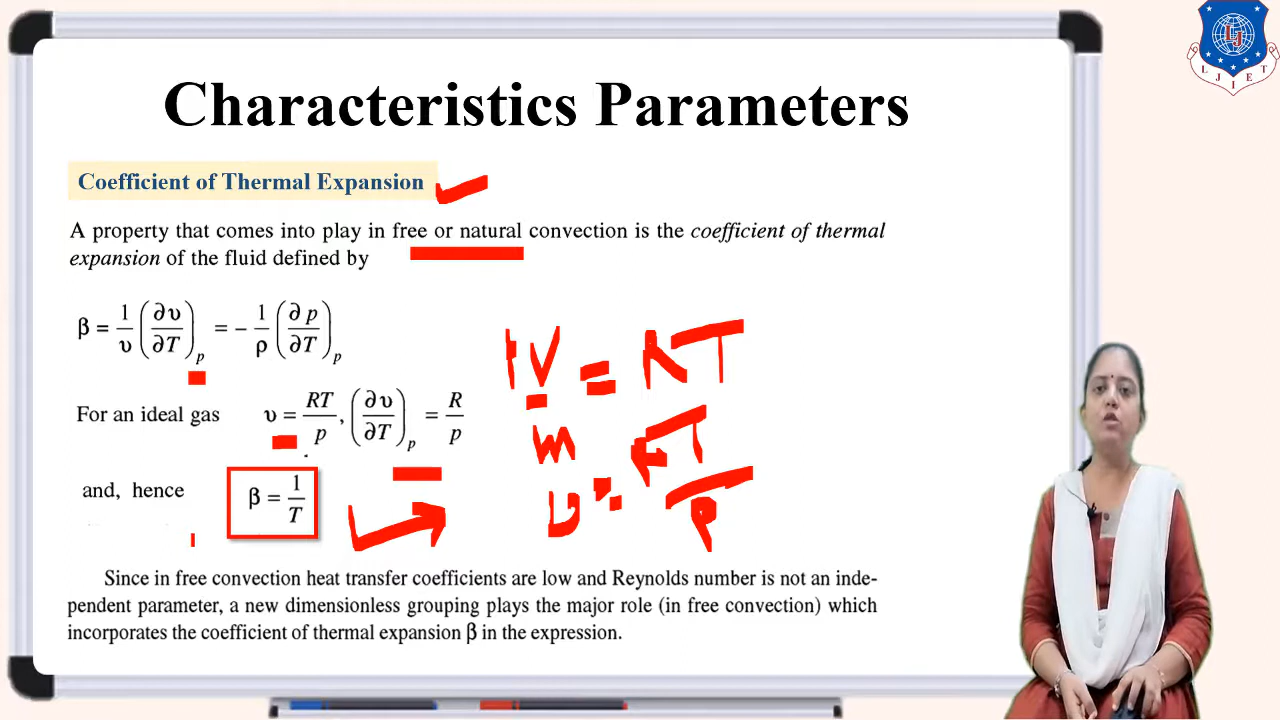 LJ
LJIET
Characteristics Parameters
Coefficient of Thermal Expansion
A property that comes into play in free or natural convection is the coefficient of thermal
expansion of the fluid defined by
β = 1/υ (∂υ/∂T)p = – 1/ρ (∂p/∂T)p
For an ideal gas υ = RT/p, (∂υ/∂T)p = R/p
and, hence β = 1/T
PV = RT
m
υ = RT/P
Since in free convection heat transfer coefficients are low and Reynolds number is not an inde-
pendent parameter, a new dimensionless grouping plays the major role (in free convection) which
incorporates the coefficient of thermal expansion β in the expression.